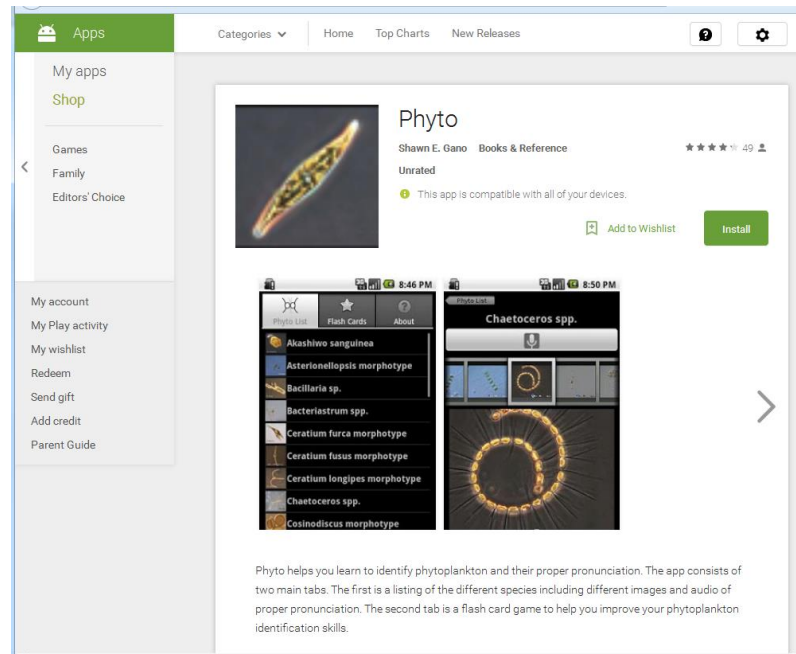 Apps
Categories Home Top Charts New Releases
My apps
Shop
Games
Family
Editors' Choice
My account
My Play activity
My wishlist
Redeem
Send gift
Add credit
Parent Guide
Phyto
Shawn E. Gano Books & Reference
49
Unrated
This app is compatible with all of your devices.
Add to Wishlist
Install
8:46 PM
Phyto List Flash Cards About
Akashiwo sanguinea
Asterionellopsis morphotype
Bacillaria sp.
Bacteriastrum spp.
Ceratium furca morphotype
Ceratium fusus morphotype
Ceratium longipes morphotype
Chaetoceros spp.
Cosinodiscus morphotype
8:50 PM
Phyto List
Chaetoceros spp.
Phyto helps you learn to identify phytoplankton and their proper pronunciation. The app consists of
two main tabs. The first is a listing of the different species including different images and audio of
proper pronunciation. The second tab is a flash card game to help you improve your phytoplankton
identification skills.